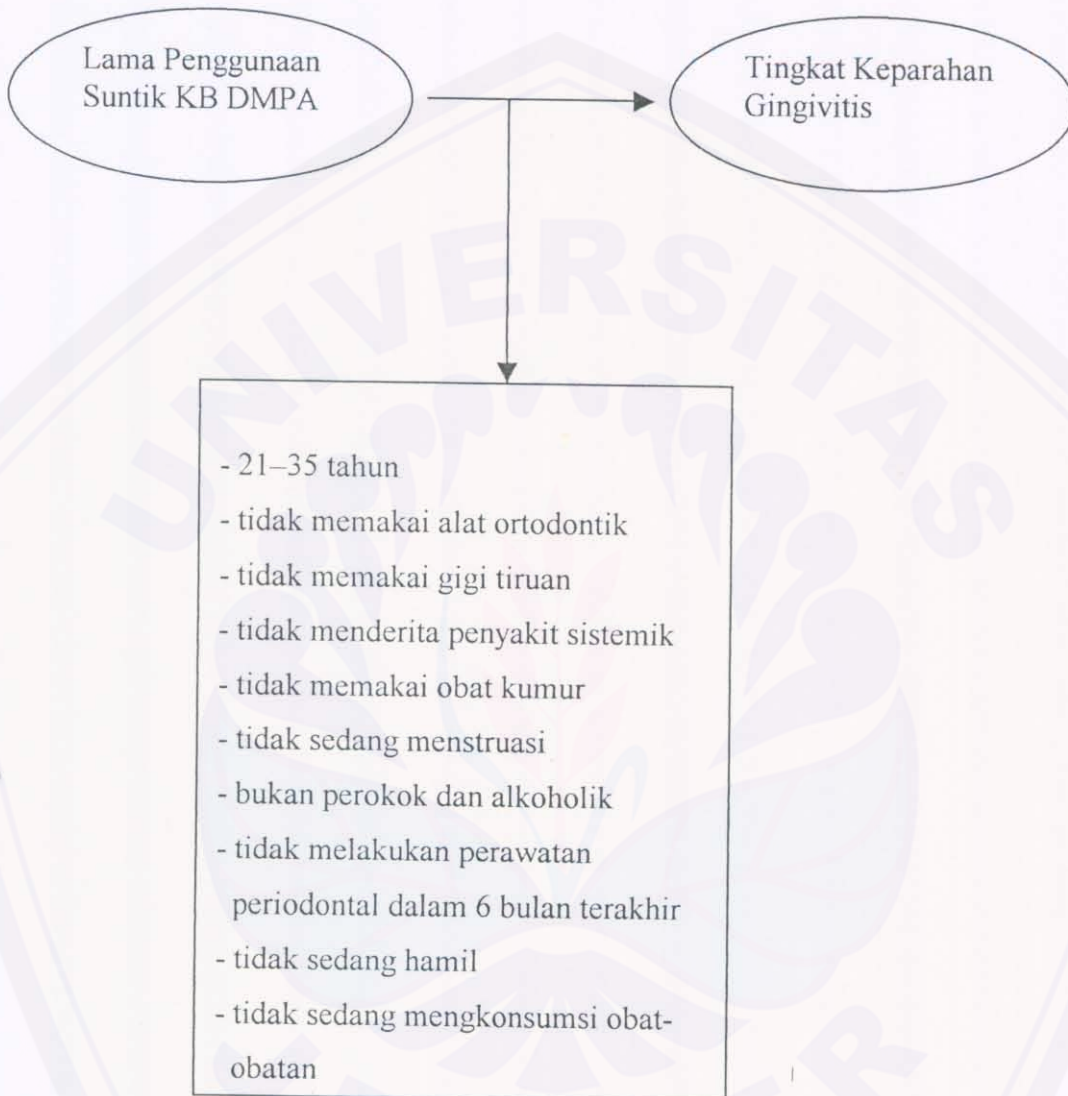 Lama Penggunaan
Suntik KB DMPA
Tingkat Keparahan
Gingivitis
- 21–35 tahun
- tidak memakai alat ortodontik
- tidak memakai gigi tiruan
- tidak menderita penyakit sistemik
- tidak memakai obat kumur
- tidak sedang menstruasi
- bukan perokok dan alkoholik
- tidak melakukan perawatan
periodontal dalam 6 bulan terakhir
- tidak sedang hamil
- tidak sedang mengkonsumsi obat-
obatan
UNIVERSITAS